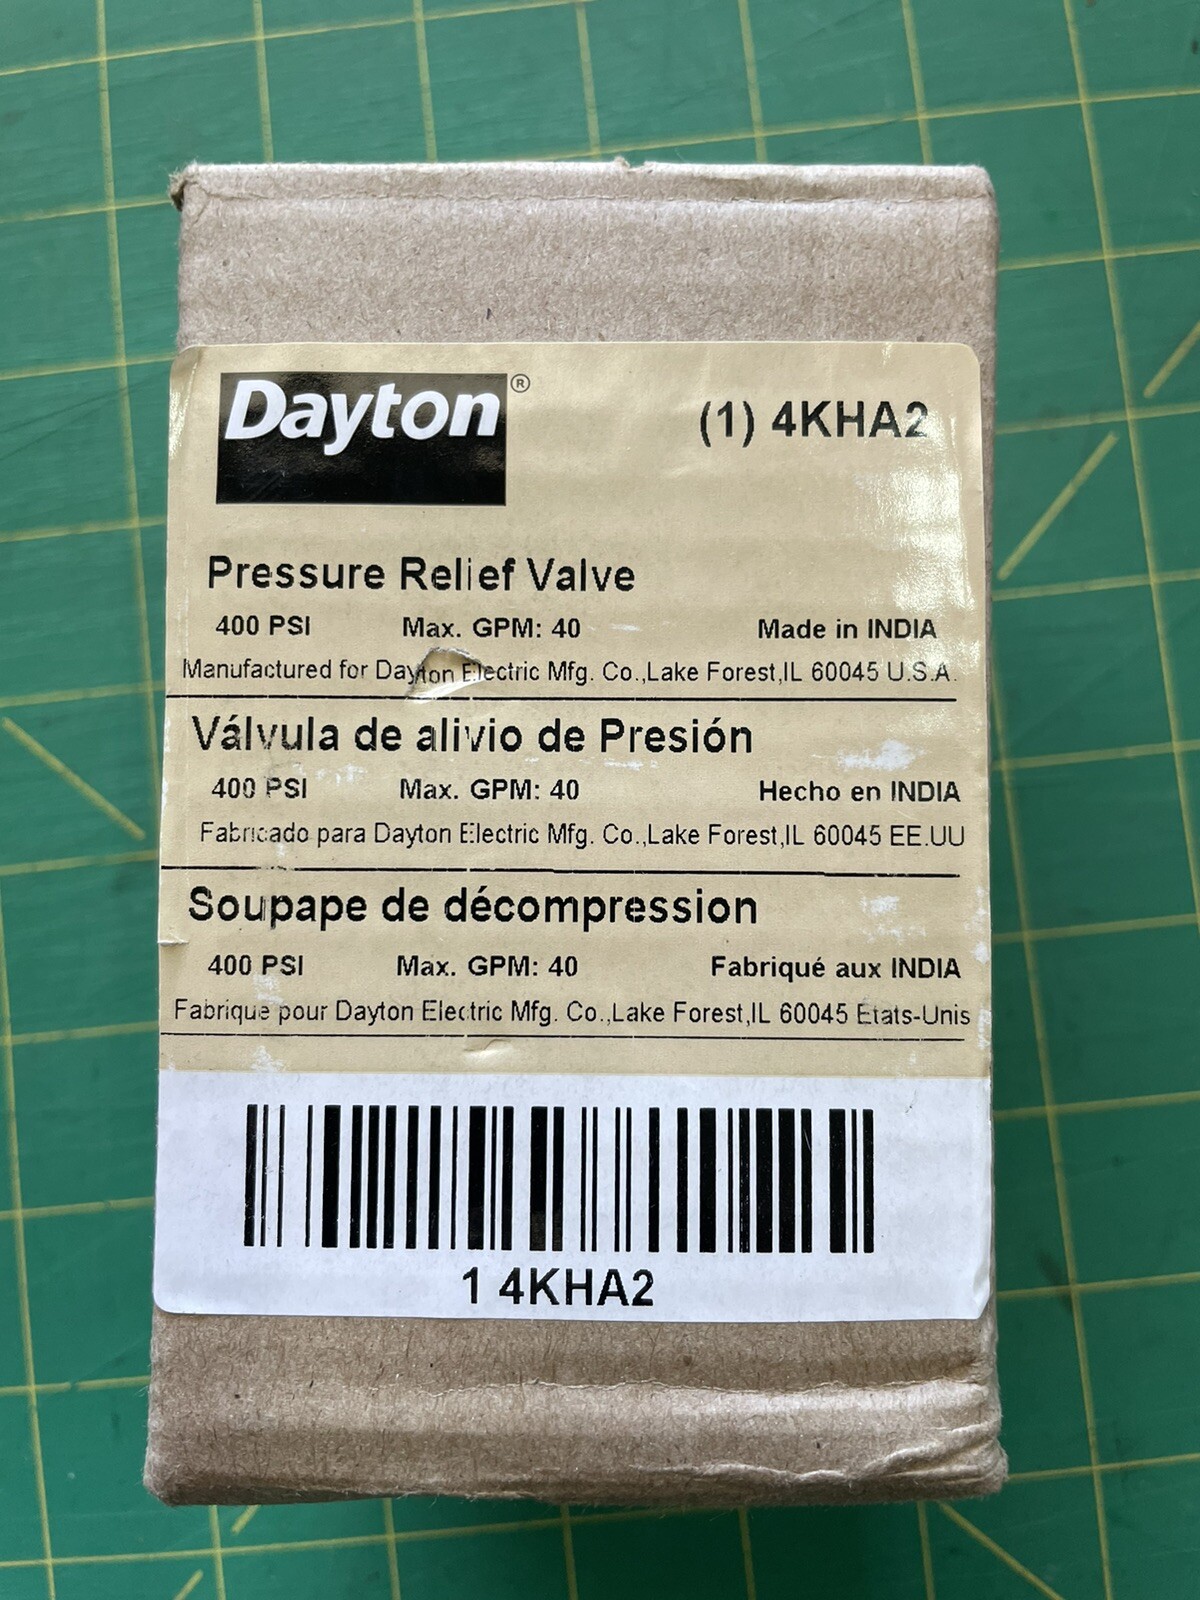 Dayton®
(1) 4KHA2
Pressure Relief Valve
400 PSI Max. GPM: 40 Made in INDIA
Manufactured for Dayton Electric Mfg. Co.,Lake Forest,IL 60045 U.S.A.
Válvula de alivio de Presión
400 PSI Max. GPM: 40 Hecho en INDIA
Fabricado para Dayton Electric Mfg. Co.,Lake Forest,IL 60045 EE.UU
Soupape de décompression
400 PSI Max. GPM: 40 Fabriqué aux INDIA
Fabrique pour Dayton Electric Mfg. Co.,Lake Forest,IL 60045 Etats-Unis
1 4KHA2